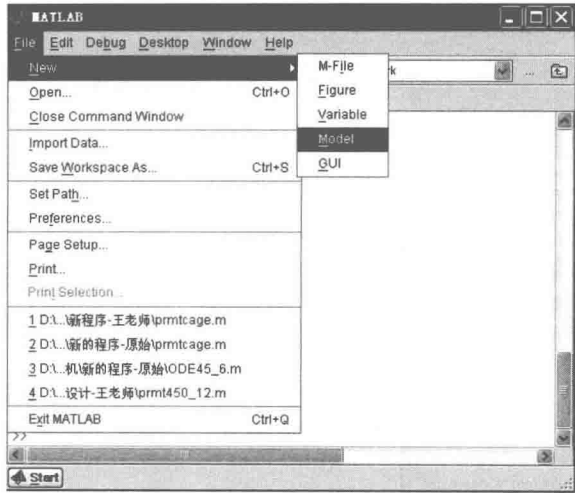 MATLAB
File Edit Debug Desktop Window Help
New
M-File
rk
...
Figure
Open... Ctrl+O
Variable
Close Command Window
Model
Import Data...
GUI
Save Workspace As... Ctrl+S
Set Path...
Preferences...
Page Setup...
Print...
Print Selection...
1 D:\...\新程序-王老师\prmtcage.m
2 D:\...\新的程序-原始\prmtcage.m
3 D:\...机\新的程序-原始\ODE45_6.m
4 D:\...设计-王老师\prmt450_12.m
Exit MATLAB Ctrl+Q
>>
Start